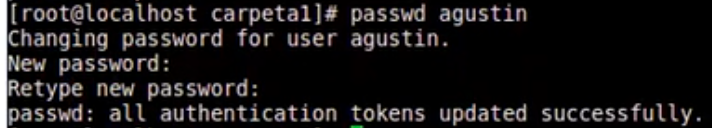 [root@localhost carpeta1]# passwd agustin
Changing password for user agustin.
New password:
Retype new password:
passwd: all authentication tokens updated successfully.